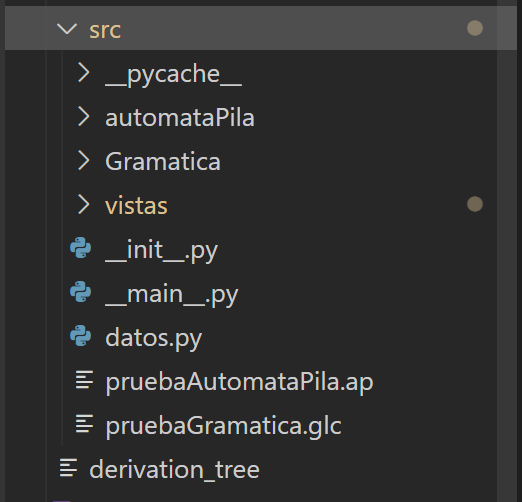 src
__pycache__
automataPila
Gramatica
vistas
__init__.py
__main__.py
datos.py
pruebaAutomataPila.ap
pruebaGramatica.glc
derivation_tree